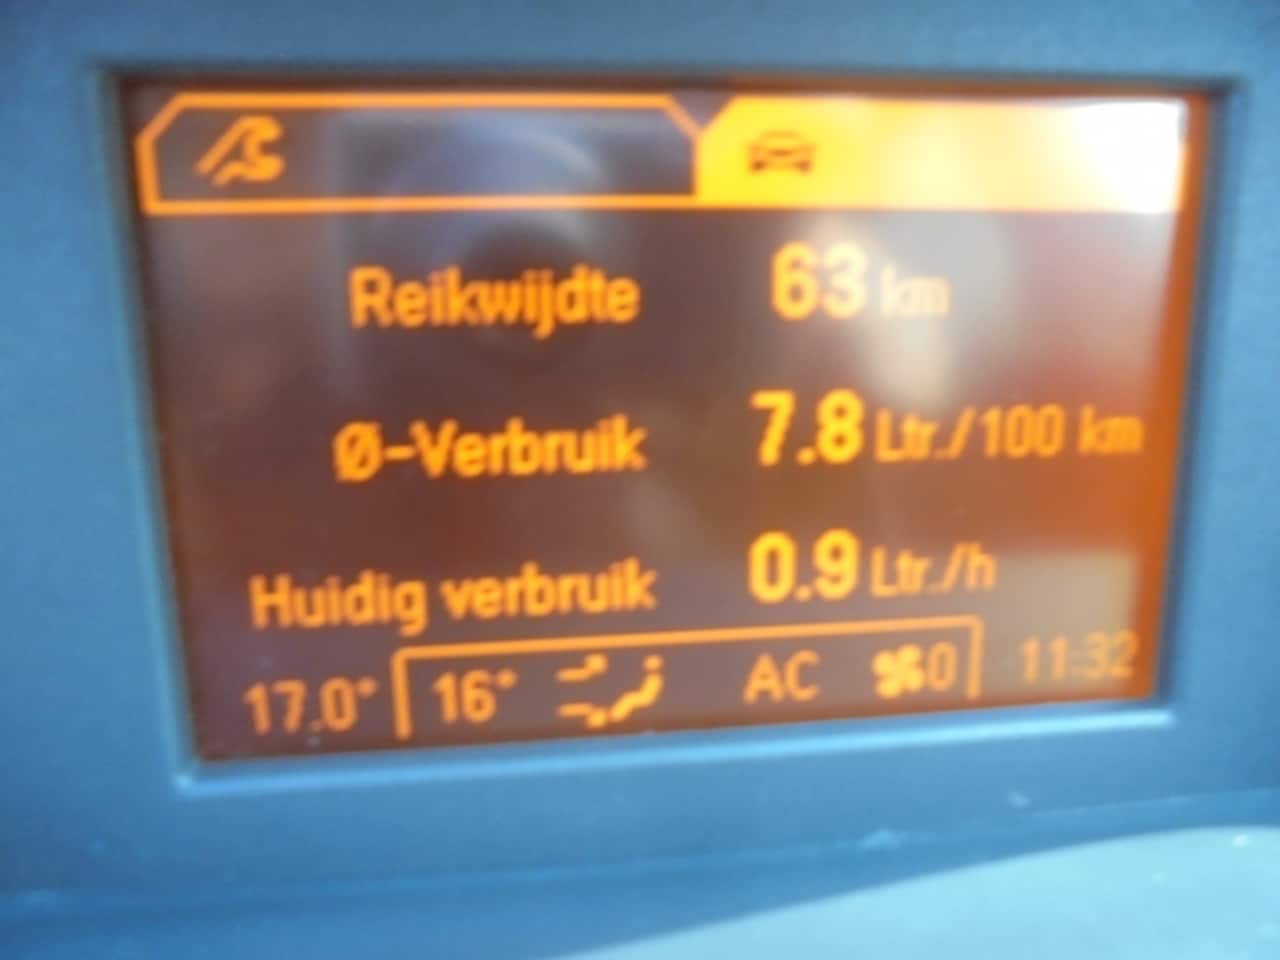 Reikwijdte 63 km
Ø-Verbruik 7.8 Ltr./100 km
Huidig verbruik 0.9 Ltr./h
17.0° 16° AC 0 11:32